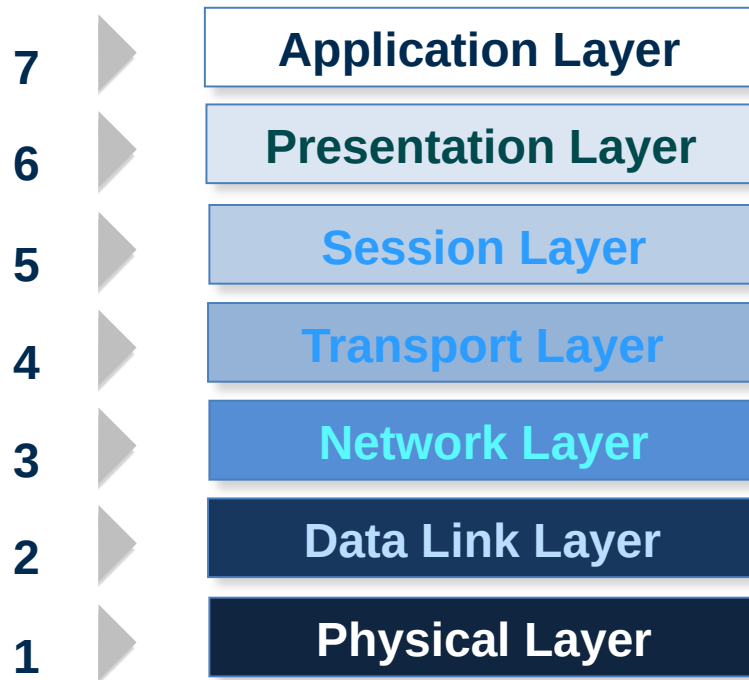 7 Application Layer
6 Presentation Layer
5 Session Layer
4 Transport Layer
3 Network Layer
2 Data Link Layer
1 Physical Layer